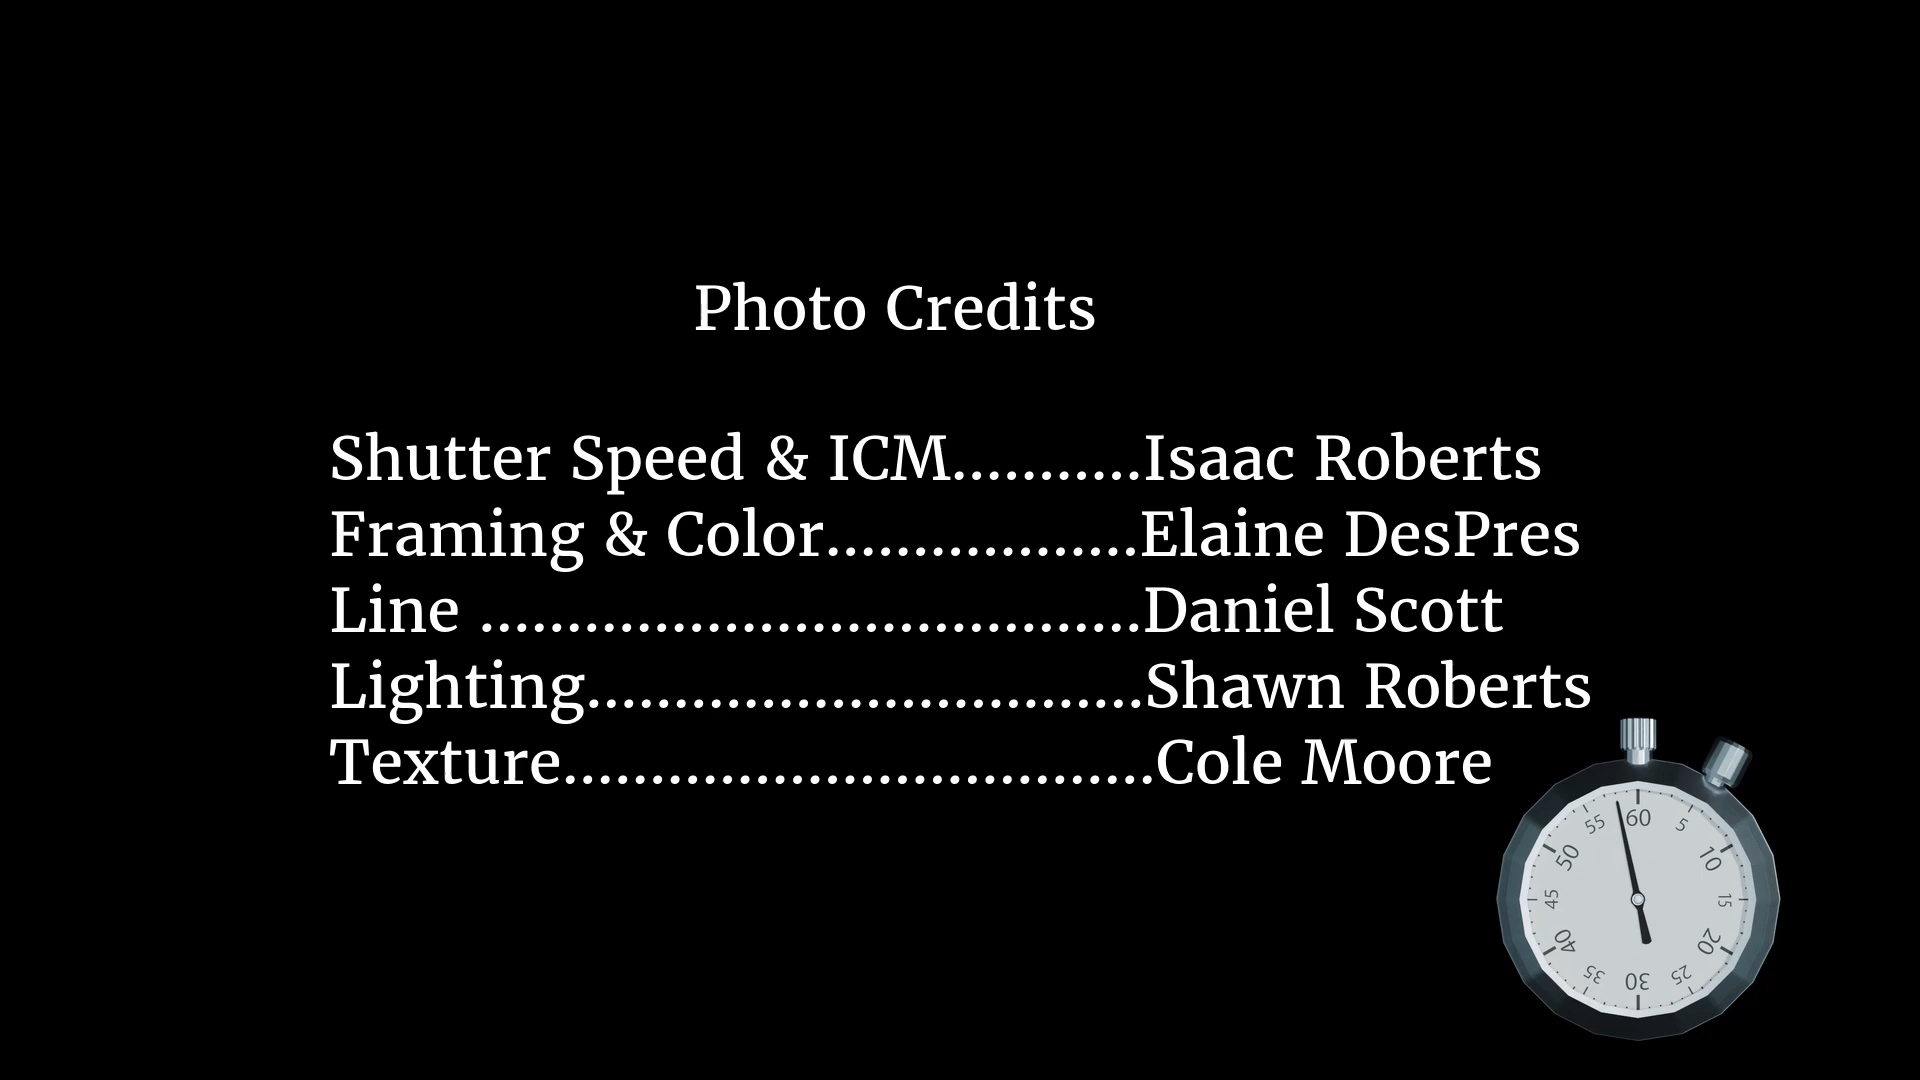 Photo Credits
Shutter Speed & ICM...........Isaac Roberts
Framing & Color..................Elaine DesPres
Line ......................................Daniel Scott
Lighting................................Shawn Roberts
Texture..................................Cole Moore
60
5
10
15
20
25
30
35
40
45
50
55